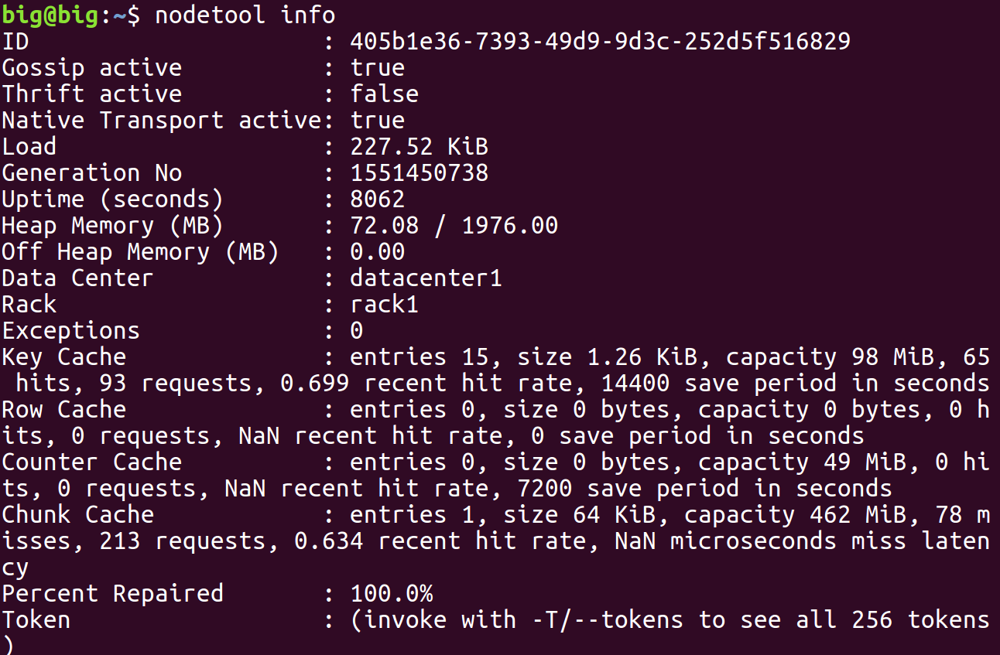 big@big:~$ nodetool info
ID                     : 405b1e36-7393-49d9-9d3c-252d5f516829
Gossip active          : true
Thrift active          : false
Native Transport active: true
Load                   : 227.52 KiB
Generation No          : 1551450738
Uptime (seconds)       : 8062
Heap Memory (MB)       : 72.08 / 1976.00
Off Heap Memory (MB)   : 0.00
Data Center            : datacenter1
Rack                   : rack1
Exceptions             : 0
Key Cache              : entries 15, size 1.26 KiB, capacity 98 MiB, 65
 hits, 93 requests, 0.699 recent hit rate, 14400 save period in seconds
Row Cache              : entries 0, size 0 bytes, capacity 0 bytes, 0 h
its, 0 requests, NaN recent hit rate, 0 save period in seconds
Counter Cache          : entries 0, size 0 bytes, capacity 49 MiB, 0 hi
ts, 0 requests, NaN recent hit rate, 7200 save period in seconds
Chunk Cache            : entries 1, size 64 KiB, capacity 462 MiB, 78 m
isses, 213 requests, 0.634 recent hit rate, NaN microseconds miss laten
cy
Percent Repaired       : 100.0%
Token                  : (invoke with -T/--tokens to see all 256 tokens
)